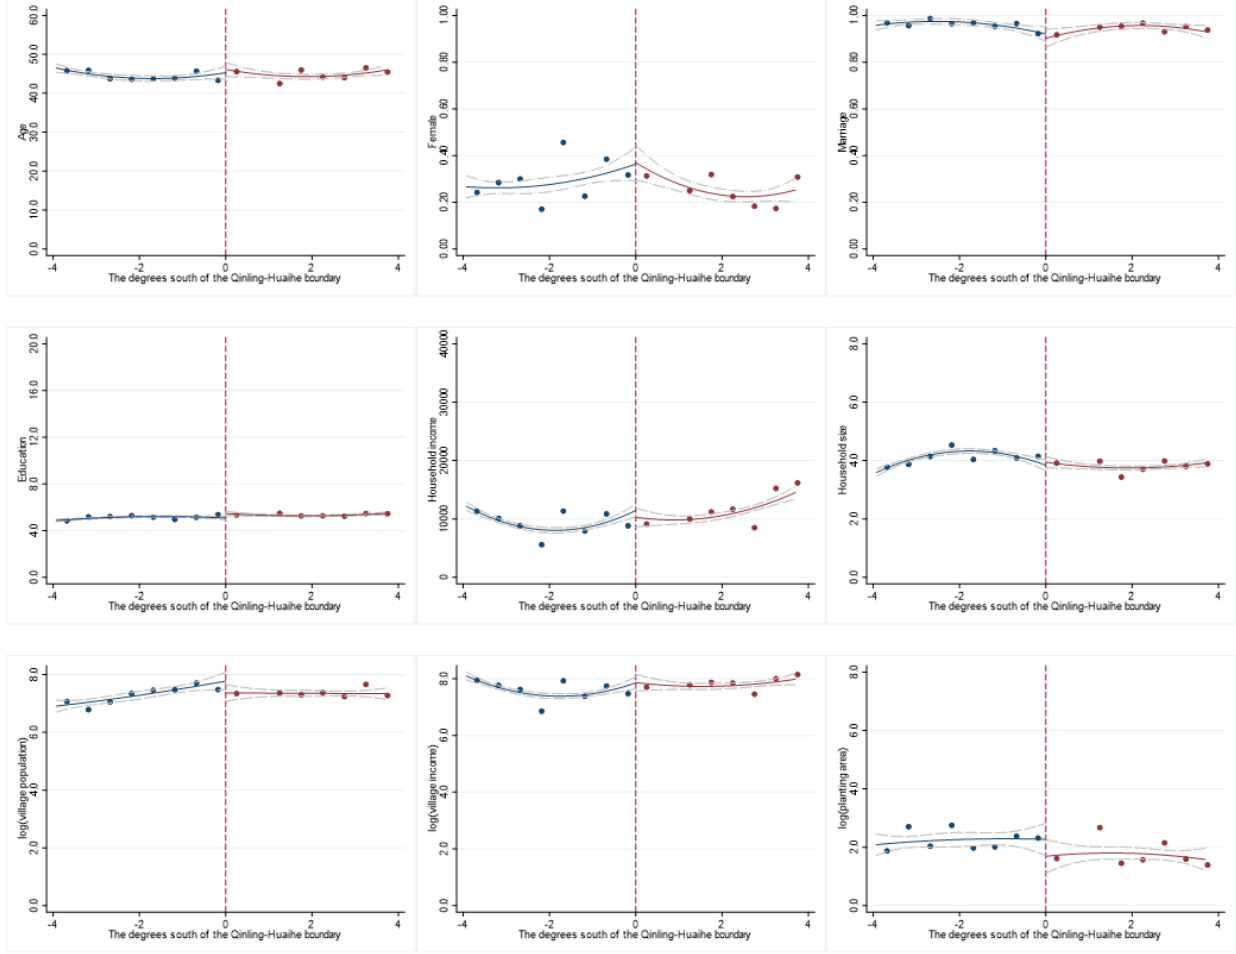 60.0
50.0
40.0
30.0
20.0
10.0
0.0
Age
-4 -2 0 2 4
The degrees south of the Qinling-Huaihe boundary
1.00
0.80
0.60
0.40
0.20
0.00
Female
-4 -2 0 2 4
The degrees south of the Qinling-Huaihe boundary
1.00
0.80
0.60
0.40
0.20
0.00
Marriage
-4 -2 0 2 4
The degrees south of the Qinling-Huaihe boundary
20.0
16.0
12.0
8.0
4.0
0.0
Education
-4 -2 0 2 4
The degrees south of the Qinling-Huaihe boundary
40000
30000
20000
10000
0
Household income
-4 -2 0 2 4
The degrees south of the Qinling-Huaihe boundary
8.0
6.0
4.0
2.0
0.0
Household size
-4 -2 0 2 4
The degrees south of the Qinling-Huaihe boundary
8.0
6.0
4.0
2.0
0.0
log(village population)
-4 -2 0 2 4
The degrees south of the Qinling-Huaihe boundary
8.0
6.0
4.0
2.0
0.0
log(village income)
-4 -2 0 2 4
The degrees south of the Qinling-Huaihe boundary
8.0
6.0
4.0
2.0
0.0
log(planting area)
-4 -2 0 2 4
The degrees south of the Qinling-Huaihe boundary